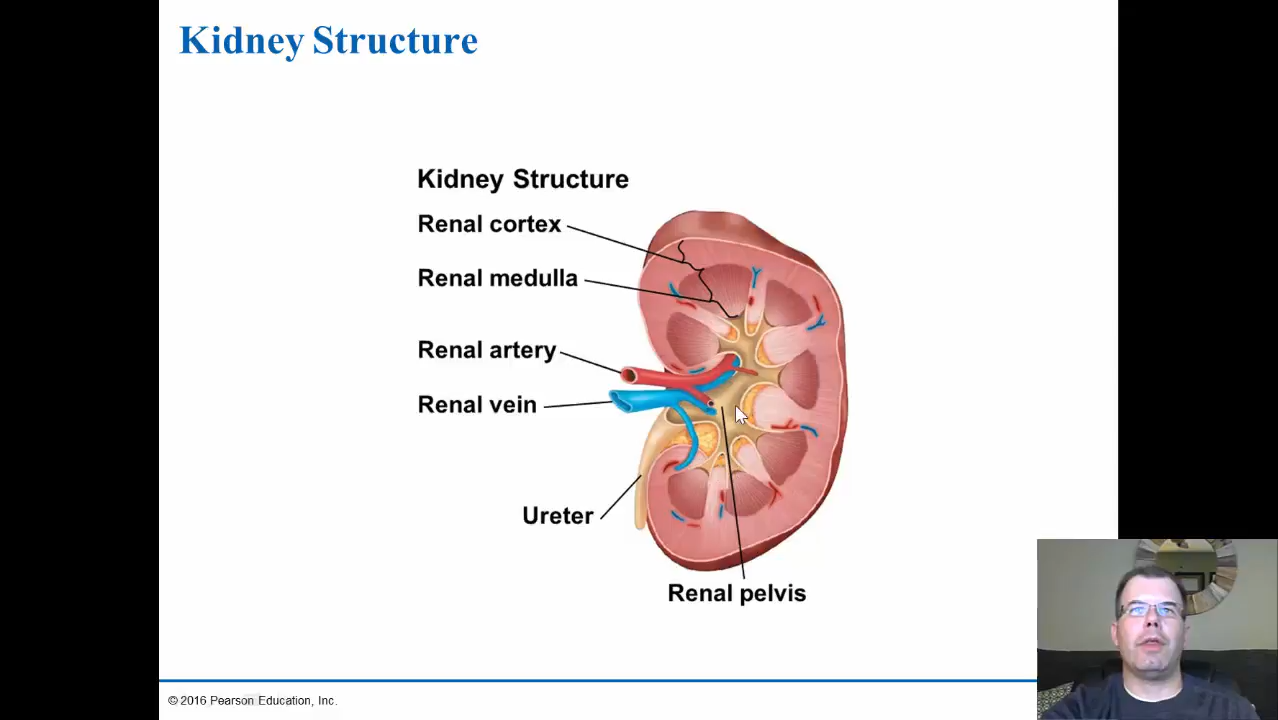 Kidney Structure
Kidney Structure
Renal cortex
Renal medulla
Renal artery
Renal vein
Ureter
Renal pelvis
© 2016 Pearson Education, Inc.